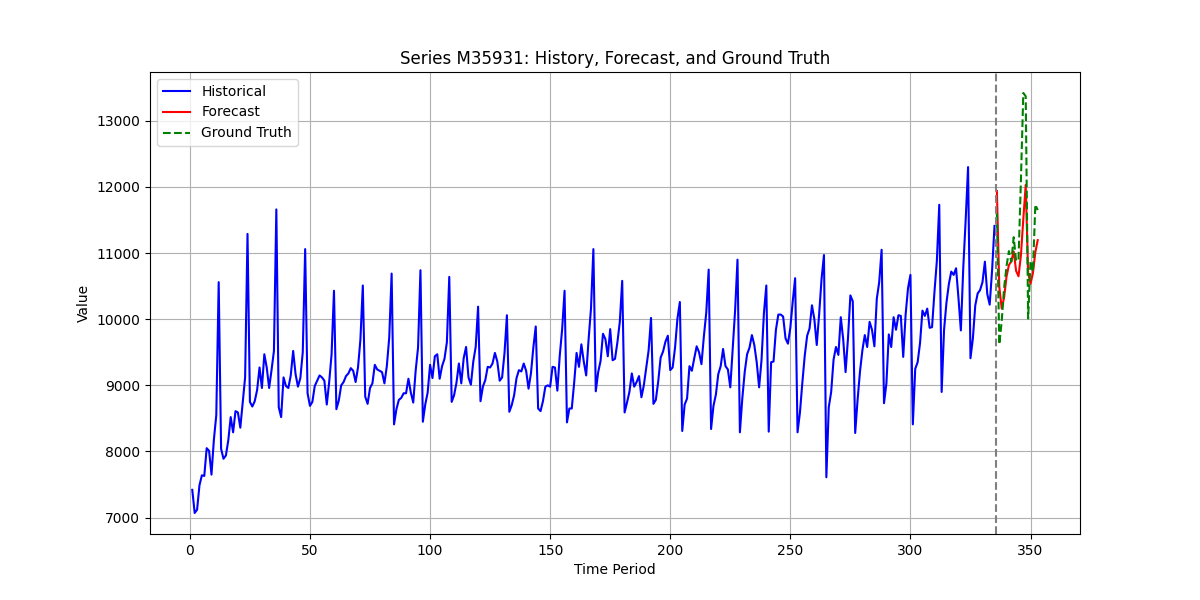 Series M35931: History, Forecast, and Ground Truth
Historical
Forecast
Ground Truth
Value
13000
12000
11000
10000
9000
8000
7000
0 50 100 150 200 250 300 350
Time Period